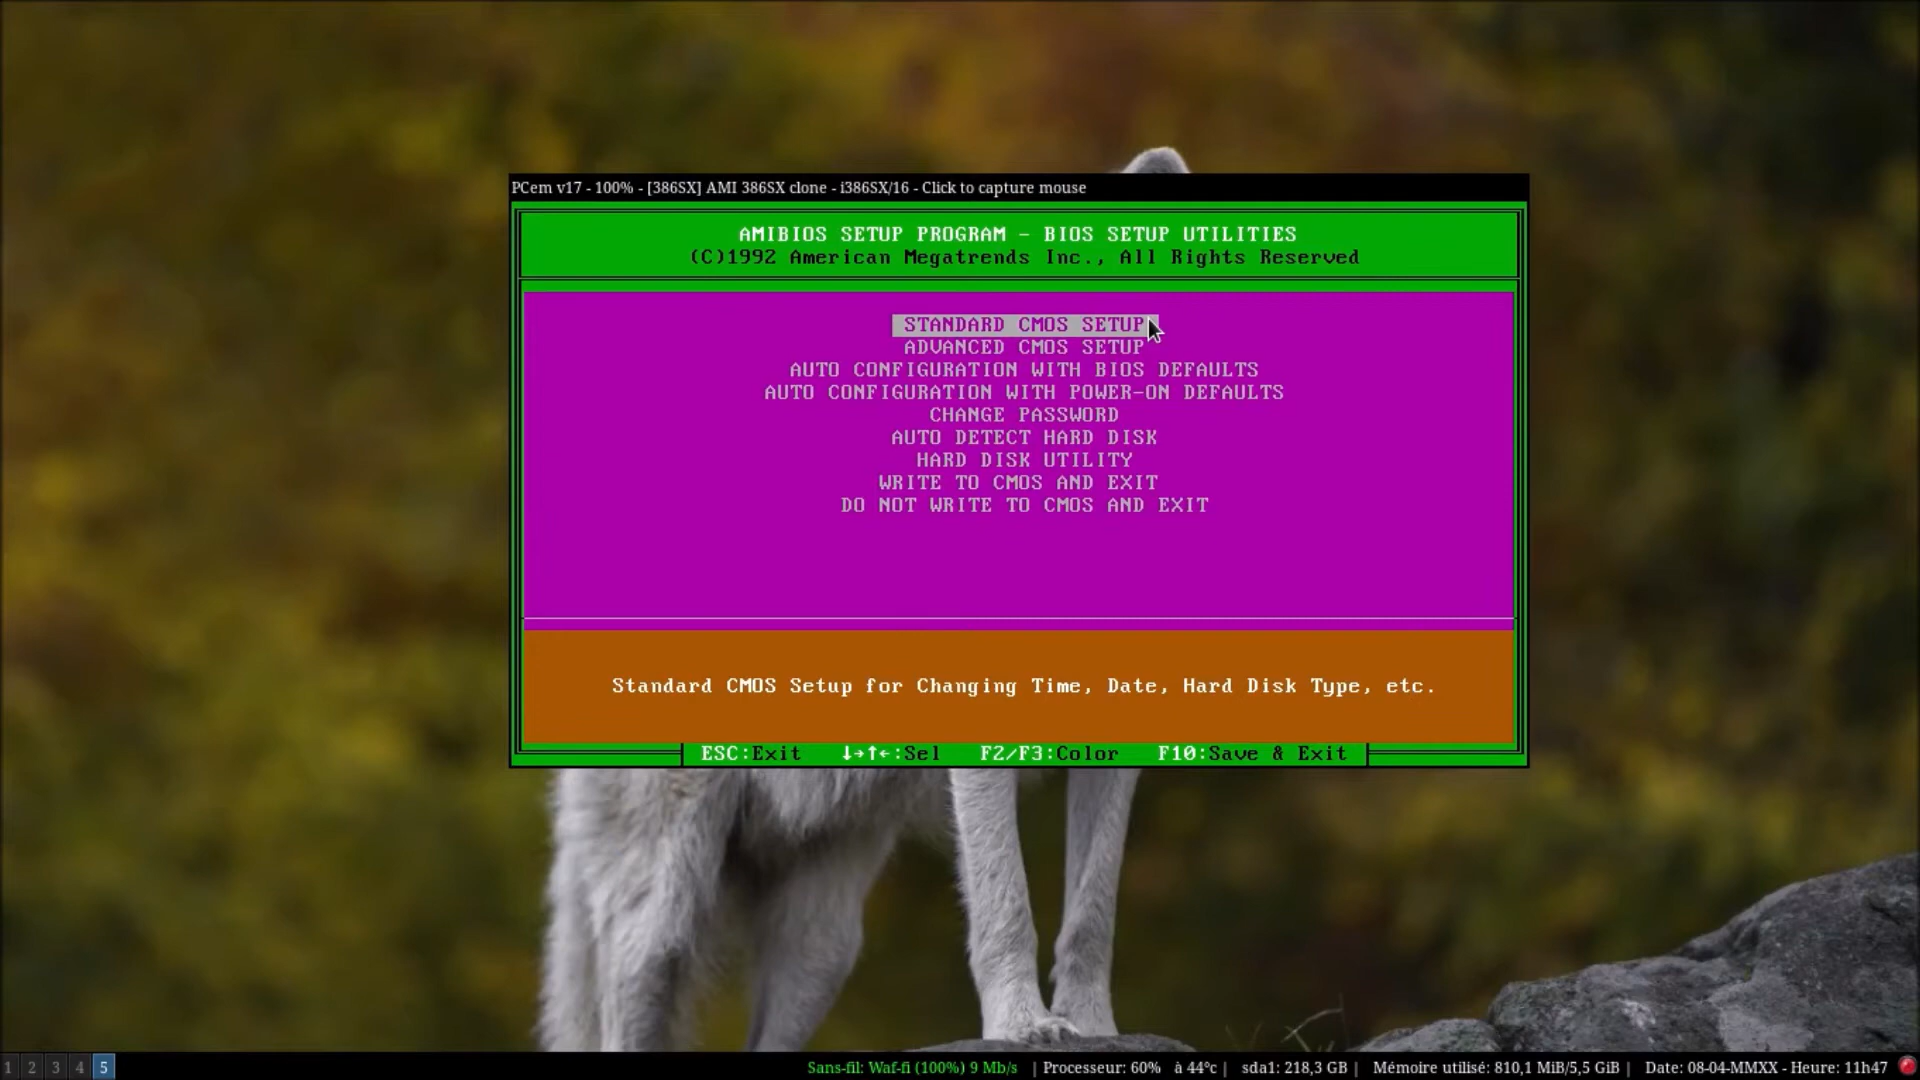 PCem v17 - 100% - [386SX] AMI 386SX clone - i386SX/16 - Click to capture mouse
AMIBIOS SETUP PROGRAM - BIOS SETUP UTILITIES
(C)1992 American Megatrends Inc., All Rights Reserved
STANDARD CMOS SETUP
ADVANCED CMOS SETUP
AUTO CONFIGURATION WITH BIOS DEFAULTS
AUTO CONFIGURATION WITH POWER-ON DEFAULTS
CHANGE PASSWORD
AUTO DETECT HARD DISK
HARD DISK UTILITY
WRITE TO CMOS AND EXIT
DO NOT WRITE TO CMOS AND EXIT
Standard CMOS Setup for Changing Time, Date, Hard Disk Type, etc.
ESC:Exit ↓→↑←:Sel F2/F3:Color F10:Save & Exit
1 2 3 4 5 Sans-fil: Waf-fi (100%) 9 Mb/s | Processeur: 60% à 44°c | sda1: 218,3 GB | Mémoire utilisé: 810,1 MiB/5,5 GiB | Date: 08-04-MMXX - Heure: 11h47